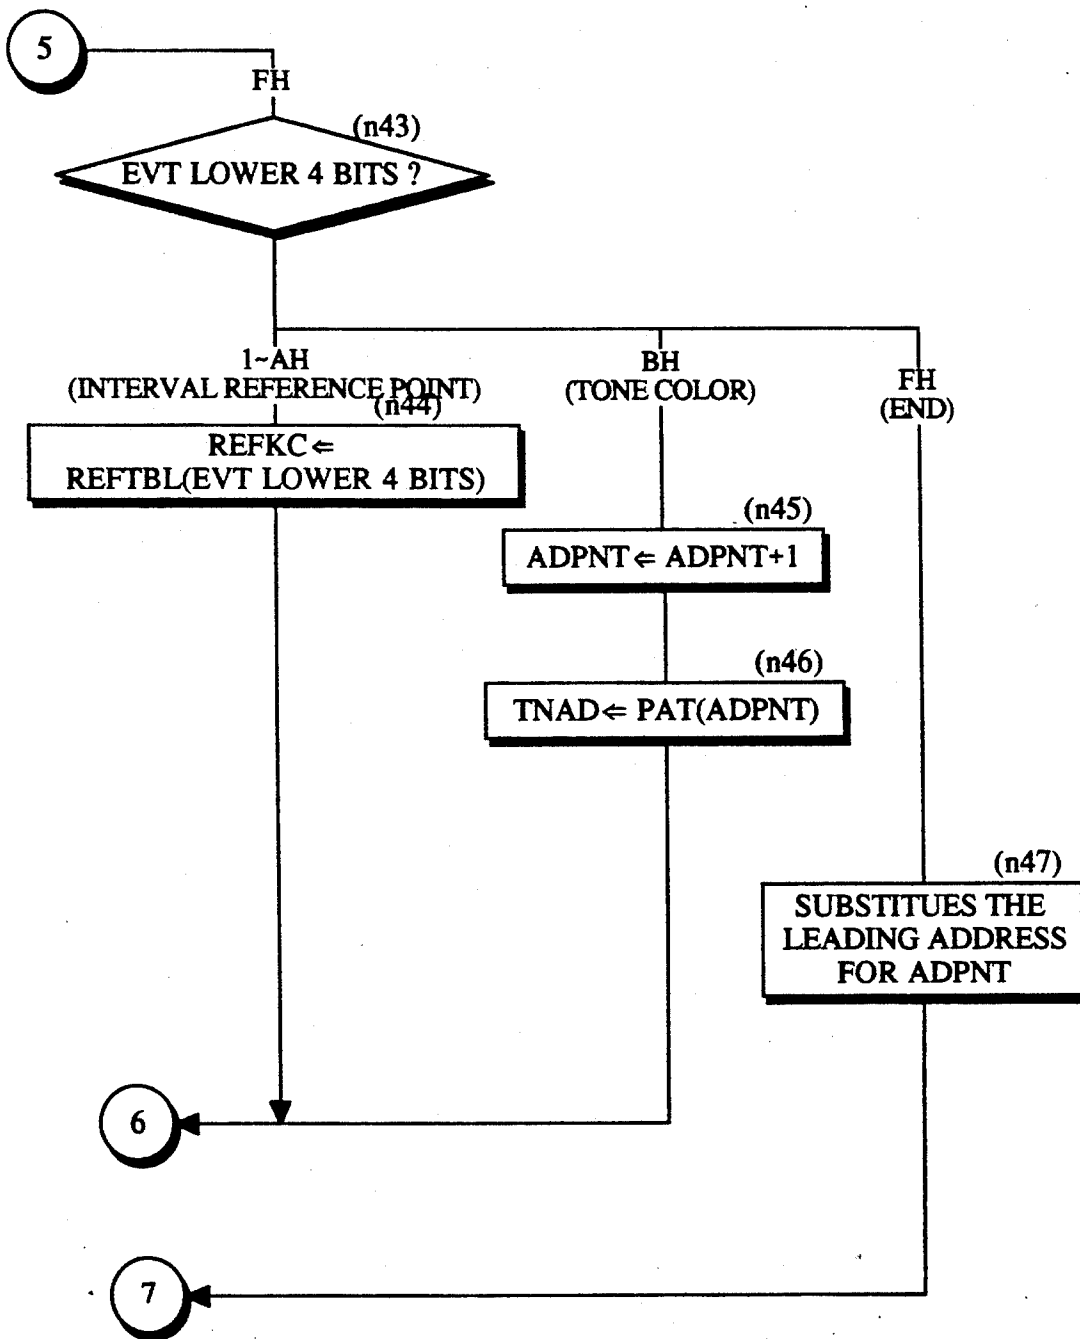 5
FH
(n43)
EVT LOWER 4 BITS ?
1~AH
(INTERVAL REFERENCE POINT)
(n44)
REFKC⇐
REFTBL(EVT LOWER 4 BITS)
BH
(TONE COLOR)
(n45)
ADPNT⇐ ADPNT+1
(n46)
TNAD⇐ PAT(ADPNT)
FH
(END)
(n47)
SUBSTITUES THE
LEADING ADDRESS
FOR ADPNT
6
7